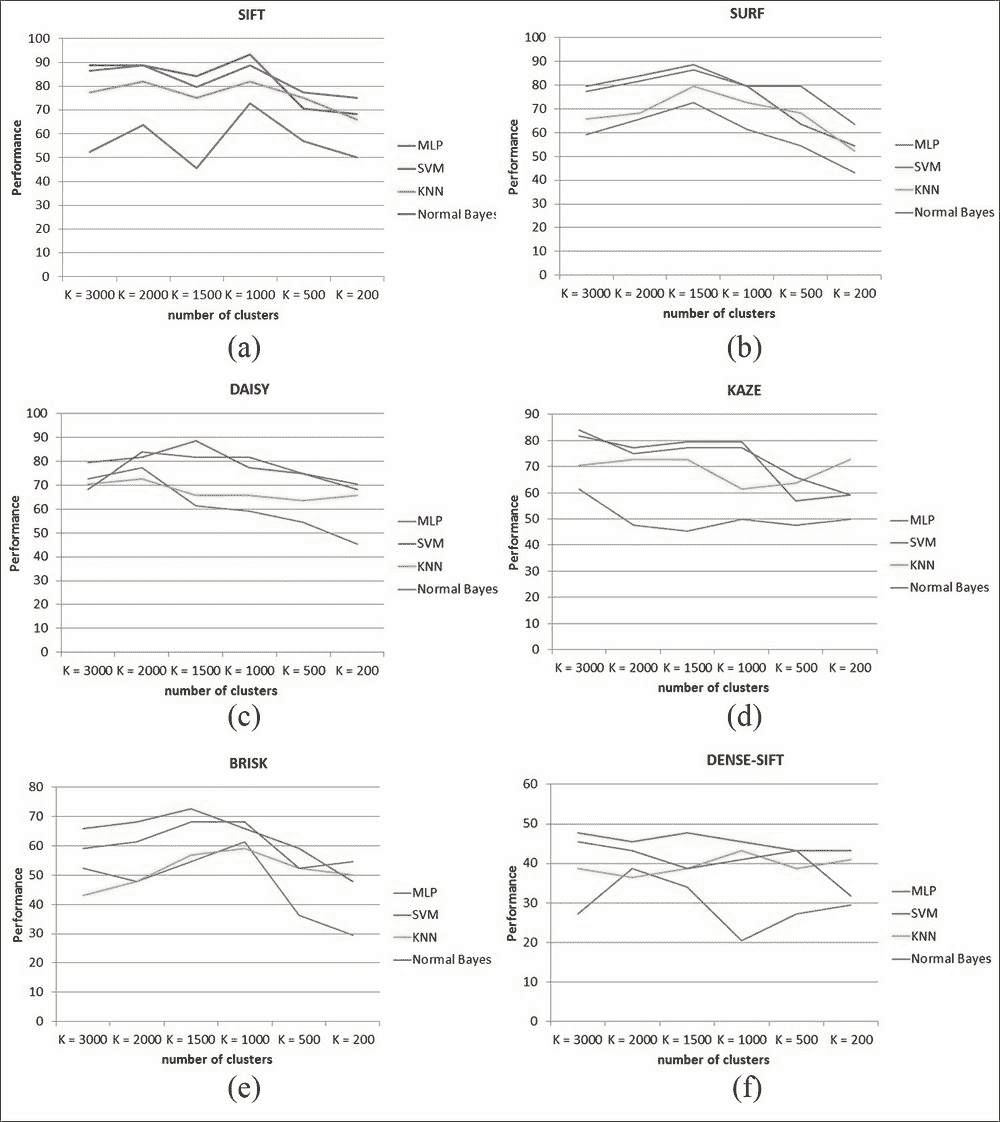 SIFT
100
90
80
70
60
50
40
30
20
10
0
Performance
K = 3000 K = 2000 K = 1500 K = 1000 K = 500 K = 200
number of clusters
MLP
SVM
KNN
Normal Bayes
(a)
SURF
100
90
80
70
60
50
40
30
20
10
0
Performance
K = 3000 K = 2000 K = 1500 K = 1000 K = 500 K = 200
number of clusters
MLP
SVM
KNN
Normal Bayes
(b)
DAISY
100
90
80
70
60
50
40
30
20
10
0
Performance
K = 3000 K = 2000 K = 1500 K = 1000 K = 500 K = 200
number of clusters
MLP
SVM
KNN
Normal Bayes
(c)
KAZE
90
80
70
60
50
40
30
20
10
0
Performance
K = 3000 K = 2000 K = 1500 K = 1000 K = 500 K = 200
number of clusters
MLP
SVM
KNN
Normal Bayes
(d)
BRISK
80
70
60
50
40
30
20
10
0
Performance
K = 3000 K = 2000 K = 1500 K = 1000 K = 500 K = 200
number of clusters
MLP
SVM
KNN
Normal Bayes
(e)
DENSE-SIFT
60
50
40
30
20
10
0
Performance
K = 3000 K = 2000 K = 1500 K = 1000 K = 500 K = 200
number of clusters
MLP
SVM
KNN
Normal Bayes
(f)